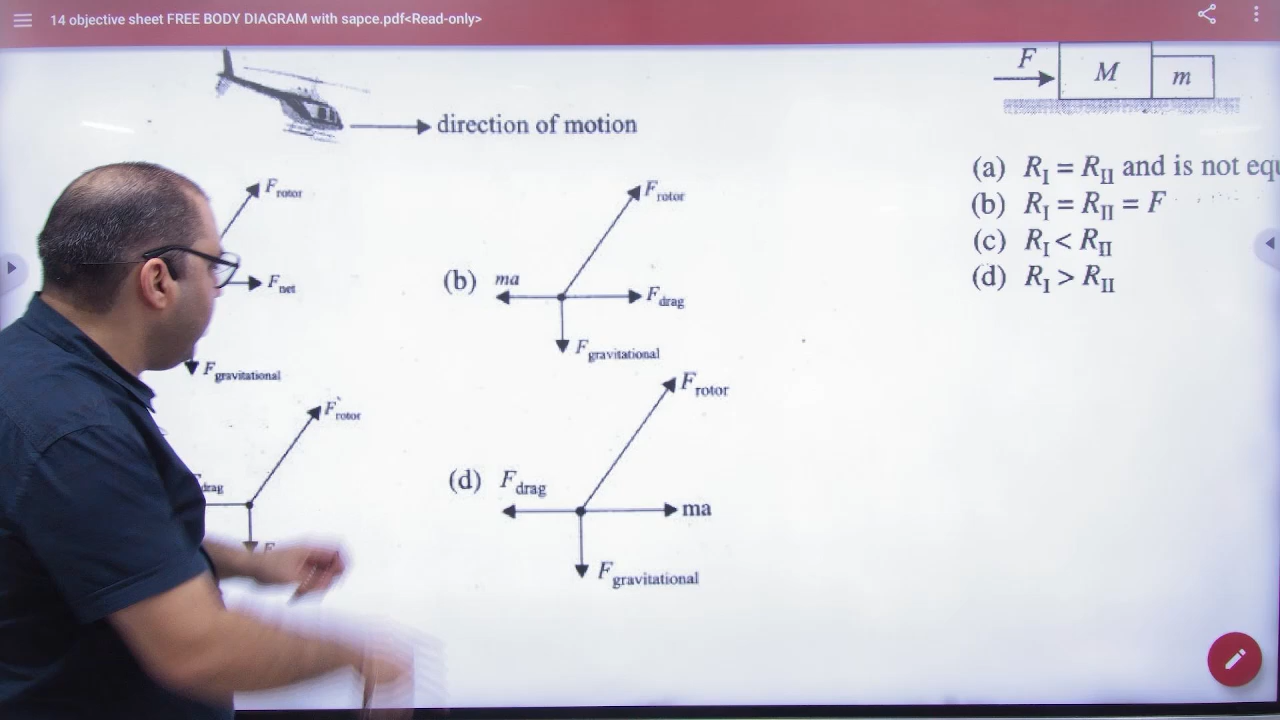 14 objective sheet FREE BODY DIAGRAM with sapce.pdf<Read-only>
direction of motion
F_rotor
F_net
F_gravitational
(b) ma
F_rotor
F_drag
F_gravitational
F_rotor
drag
F
(d) F_drag
F_rotor
ma
F_gravitational
F
M
m
(a) R_I = R_II and is not
(b) R_I = R_II = F
(c) R_I < R_II
(d) R_I > R_II